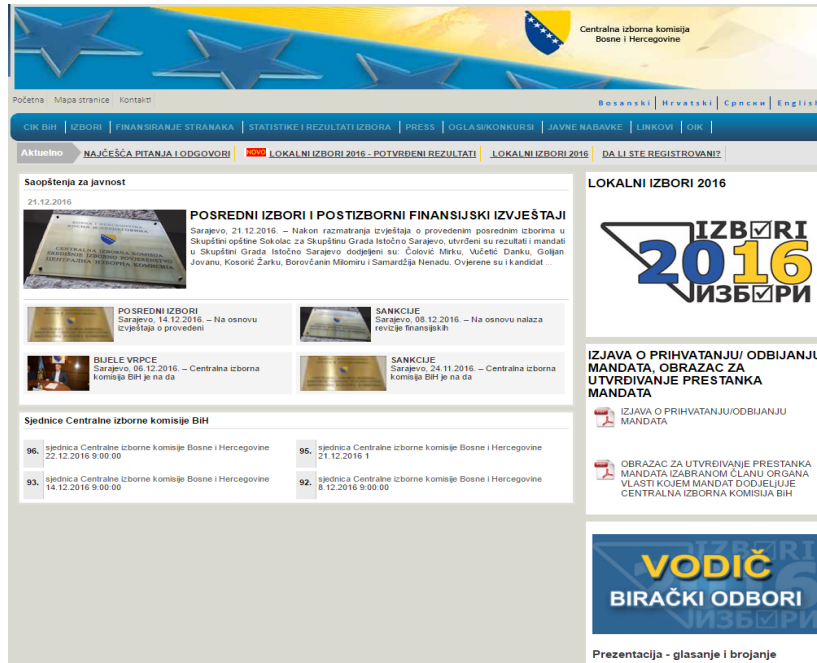 Centralna izborna komisija
Bosne i Hercegovine
Početna Mapa stranice Kontakti
Bosanski Hrvatski Српски English
CIK BiH IZBORI FINANSIRANJE STRANAKA STATISTIKE I REZULTATI IZBORA PRESS OGLASI/KONKURSI JAVNE NABAVKE LINKOVI OIK
Aktuelno NAJČEŠĆA PITANJA I ODGOVORI NOVO LOKALNI IZBORI 2016 - POTVRĐENI REZULTATI LOKALNI IZBORI 2016 DA LI STE REGISTROVANI?
Saopštenja za javnost
21.12.2016
POSREDNI IZBORI I POSTIZBORNI FINANSIJSKI IZVJEŠTAJI
Sarajevo, 21.12.2016. – Nakon razmatranja izvještaja o provedenim posrednim izborima u
Skupštini opštine Sokolac za Skupštinu Grada Istočno Sarajevo, utvrđeni su rezultati i mandati
u Skupštini Grada Istočno Sarajevo dodjeljeni su: Čolović Mirku, Vučetić Danku, Golijan
Jovanu, Kosorić Žarku, Borovčanin Milomiru i Samardžija Nenadu. Ovjerene su i kandidat ...
CENTRALNA IZBORNA KOMISIJA
SREDIŠNJE IZBORNO POVJERENSTVO
ЦЕНТРАЛНА ИЗБОРНА КОМИСИЈА
POSREDNI IZBORI
Sarajevo, 14.12.2016. – Na osnovu
izvještaja o provedeni
SANKCIJE
Sarajevo, 08.12.2016. – Na osnovu nalaza
revizije finansijskih
BIJELE VRPCE
Sarajevo, 06.12.2016. – Centralna izborna
komisija BiH je na da
SANKCIJE
Sarajevo, 24.11.2016. – Centralna izborna
komisija BiH je na da
Sjednice Centralne izborne komisije BiH
96. sjednica Centralne izborne komisije Bosne i Hercegovine
22.12.2016 9:00:00
95. sjednica Centralne izborne komisije Bosne i Hercegovine
21.12.2016 1
93. sjednica Centralne izborne komisije Bosne i Hercegovine
14.12.2016 9:00:00
92. sjednica Centralne izborne komisije Bosne i Hercegovine
8.12.2016 9:00:00
LOKALNI IZBORI 2016
IZBORI
2016
ИЗБОРИ
IZJAVA O PRIHVATANJU/ ODBIJANJU
MANDATA, OBRAZAC ZA
UTVRĐIVANJE PRESTANKA
MANDATA
IZJAVA O PRIHVATANJU/ODBIJANJU
MANDATA
OBRAZAC ZA UTVRĐIVANJE PRESTANKA
MANDATA IZABRANOM ČLANU ORGANA
VLASTI KOJEM MANDAT DODJELJUJE
CENTRALNA IZBORNA KOMISIJA BiH
VODIČ
BIRAČKI ODBORI
Prezentacija - glasanje i brojanje